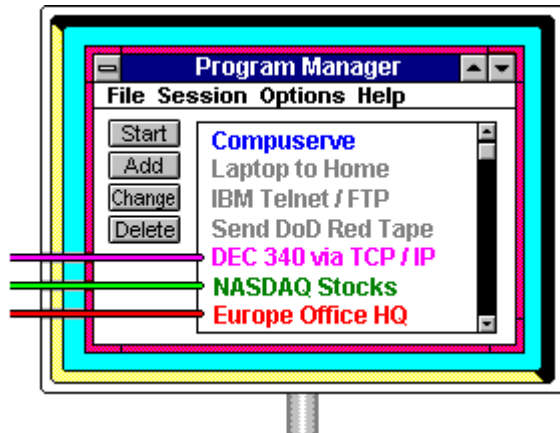 Program Manager
File Session Options Help
Start
Add
Change
Delete
Compuserve
Laptop to Home
IBM Telnet / FTP
Send DoD Red Tape
DEC 340 via TCP / IP
NASDAQ Stocks
Europe Office HQ